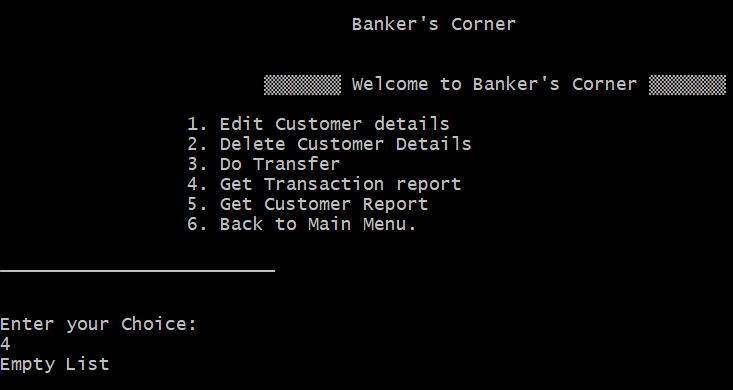 Banker's Corner
▒▒▒▒▒▒▒ Welcome to Banker's Corner ▒▒▒▒▒▒▒
1. Edit Customer details
2. Delete Customer Details
3. Do Transfer
4. Get Transaction report
5. Get Customer Report
6. Back to Main Menu.
_________________________
Enter your Choice:
4
Empty List